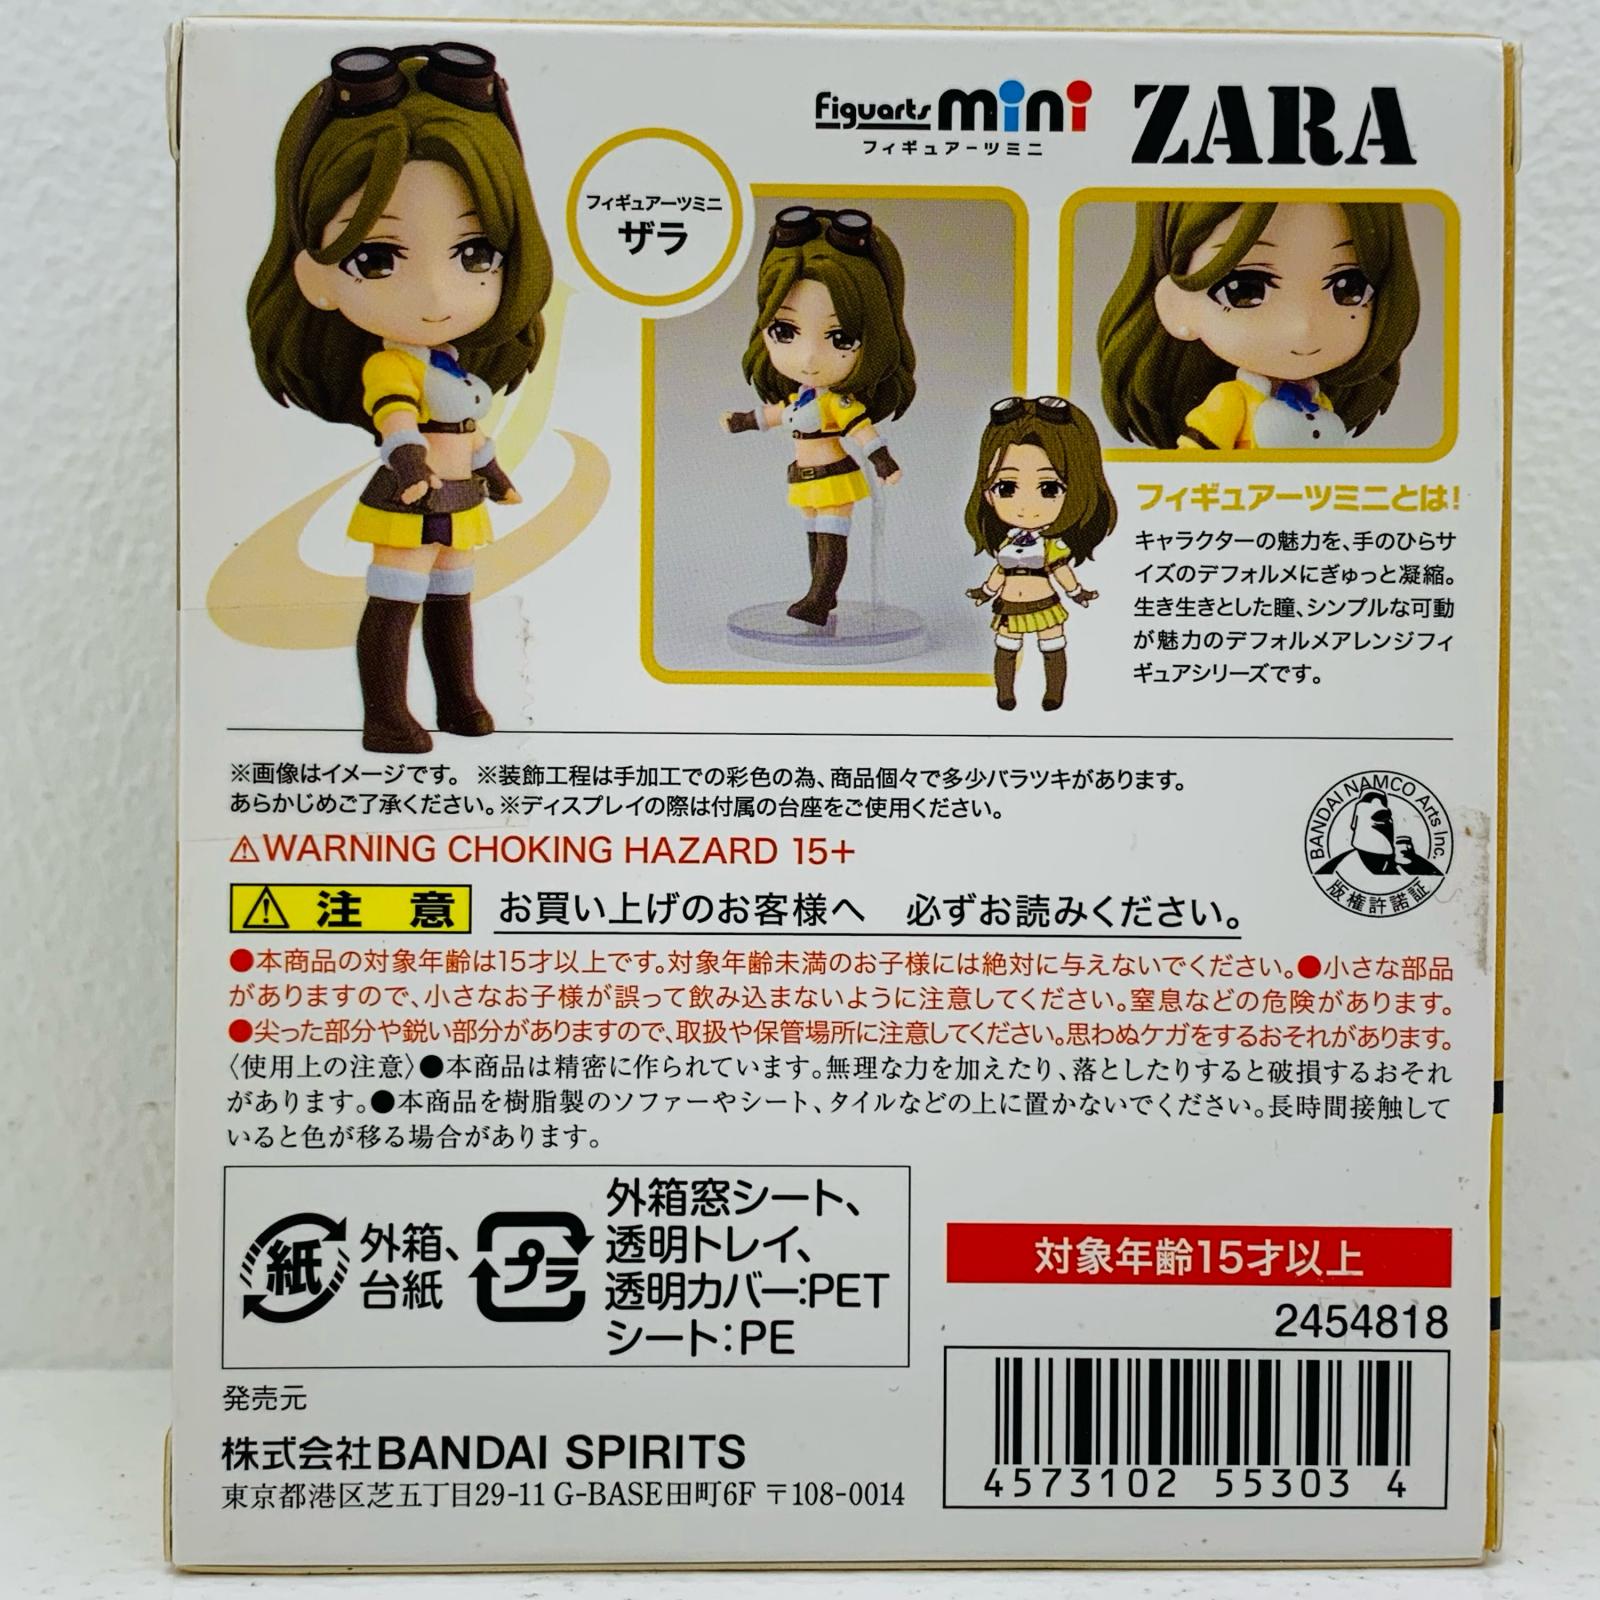 Figuarts mini ZARA
フィギュアーツミニ
フィギュアーツミニ
ザラ
フィギュアーツミニとは!
キャラクターの魅力を、手のひらサ
イズのデフォルメにぎゅっと凝縮。
生き生きとした瞳、シンプルな可動
が魅力のデフォルメアレンジフィ
ギュアシリーズです。
※画像はイメージです。 ※装飾工程は手加工での彩色の為、商品個々で多少バラツキがあります。
あらかじめご了承ください。※ディスプレイの際は付属の台座をご使用ください。
⚠WARNING CHOKING HAZARD 15+
BANDAI NAMCO Arts Inc.
版権許諾証
⚠注意 お買い上げのお客様へ 必ずお読みください。
●本商品の対象年齢は15才以上です。対象年齢未満のお子様には絶対に与えないでください。●小さな部品
がありますので、小さなお子様が誤って飲み込まないように注意してください。窒息などの危険があります。
●尖った部分や鋭い部分がありますので、取扱や保管場所に注意してください。思わぬケガをするおそれがあります。
〈使用上の注意〉●本商品は精密に作られています。無理な力を加えたり、落としたりすると破損するおそれ
があります。●本商品を樹脂製のソファーやシート、タイルなどの上に置かないでください。長時間接触して
いると色が移る場合があります。
紙
外箱、
台紙
プラ
外箱窓シート、
透明トレイ、
透明カバー:PET
シート:PE
対象年齢15才以上
2454818
4573102 55303 4
発売元
株式会社BANDAI SPIRITS
東京都港区芝五丁目29-11 G-BASE田町6F 〒108-0014